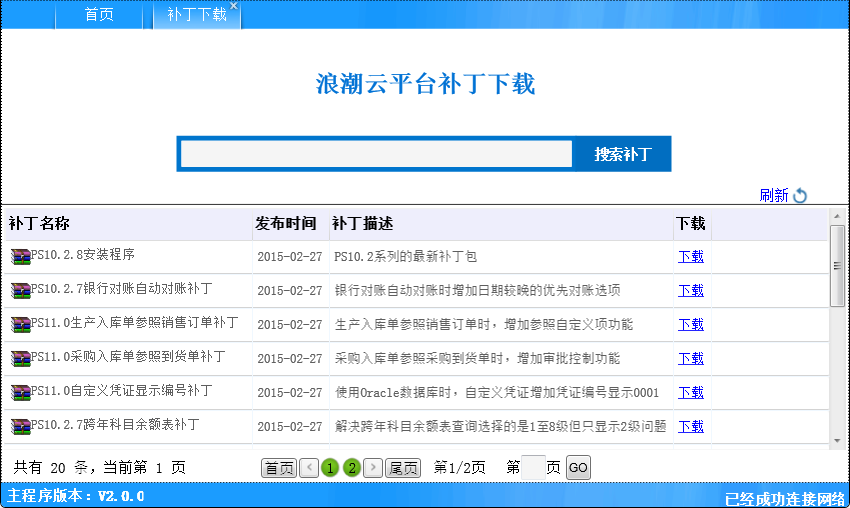 首页 补丁下载
浪潮云平台补丁下载
搜索补丁
刷新
补丁名称 发布时间 补丁描述 下载
PS10.2.8安装程序 2015-02-27 PS10.2系列的最新补丁包 下载
PS10.2.7银行对账自动对账补丁 2015-02-27 银行对账自动对账时增加日期较晚的优先对账选项 下载
PS11.0生产入库单参照销售订单补丁 2015-02-27 生产入库单参照销售订单时，增加参照自定义项功能 下载
PS11.0采购入库单参照到货单补丁 2015-02-27 采购入库单参照采购到货单时，增加审批控制功能 下载
PS11.0自定义凭证显示编号补丁 2015-02-27 使用Oracle数据库时，自定义凭证增加凭证编号显示0001 下载
PS10.2.7跨年科目余额表补丁 2015-02-27 解决跨年科目余额表查询选择的是1至8级但只显示2级问题 下载
共有 20 条，当前第 1 页 首页 < 1 2 > 尾页 第1/2页 第 页 GO
主程序版本：V2.0.0 已经成功连接网络